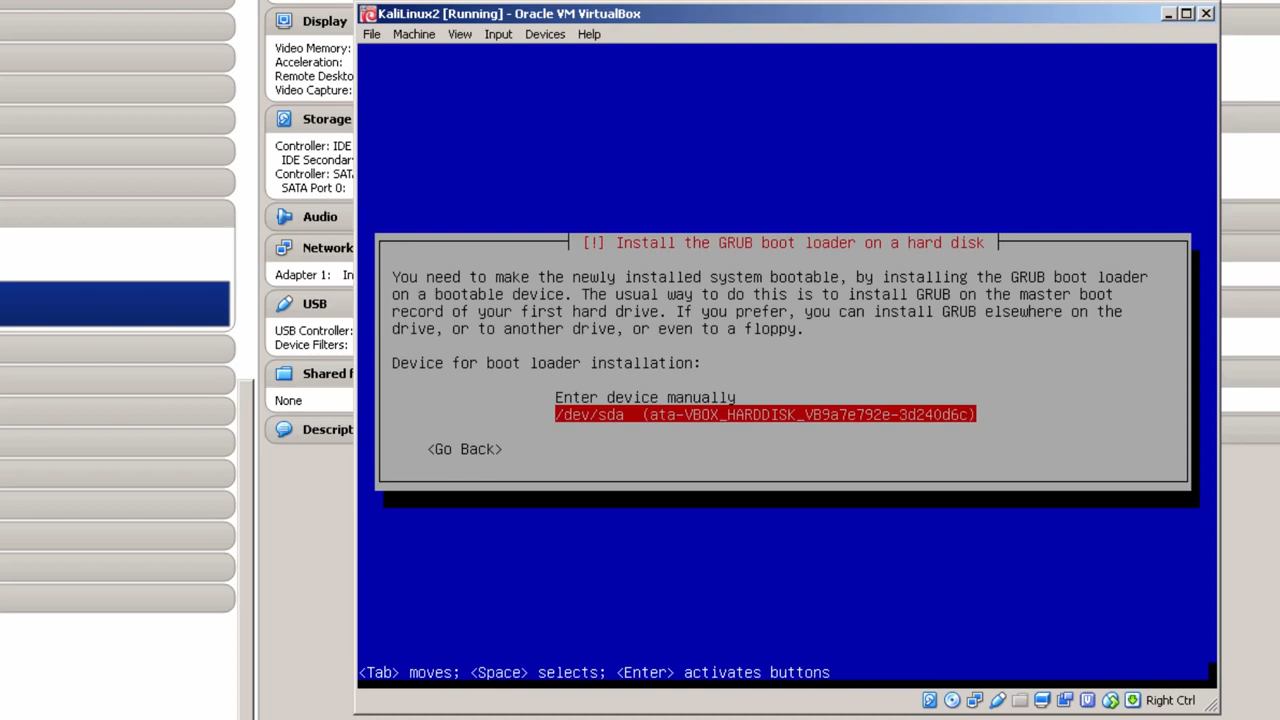 Display
Video Memory:
Acceleration:
Remote Deskto
Video Capture:
Storage
Controller: IDE
IDE Secondar
Controller: SAT
SATA Port 0:
Audio
Network
Adapter 1: In
USB
USB Controller:
Device Filters:
Shared f
None
Descript
KaliLinux2 [Running] - Oracle VM VirtualBox
File Machine View Input Devices Help
[!] Install the GRUB boot loader on a hard disk
You need to make the newly installed system bootable, by installing the GRUB boot loader
on a bootable device. The usual way to do this is to install GRUB on the master boot
record of your first hard drive. If you prefer, you can install GRUB elsewhere on the
drive, or to another drive, or even to a floppy.
Device for boot loader installation:
Enter device manually
/dev/sda (ata-VBOX_HARDDISK_VB9a7e792e-3d240d6c)
<Go Back>
<Tab> moves; <Space> selects; <Enter> activates buttons
Right Ctrl